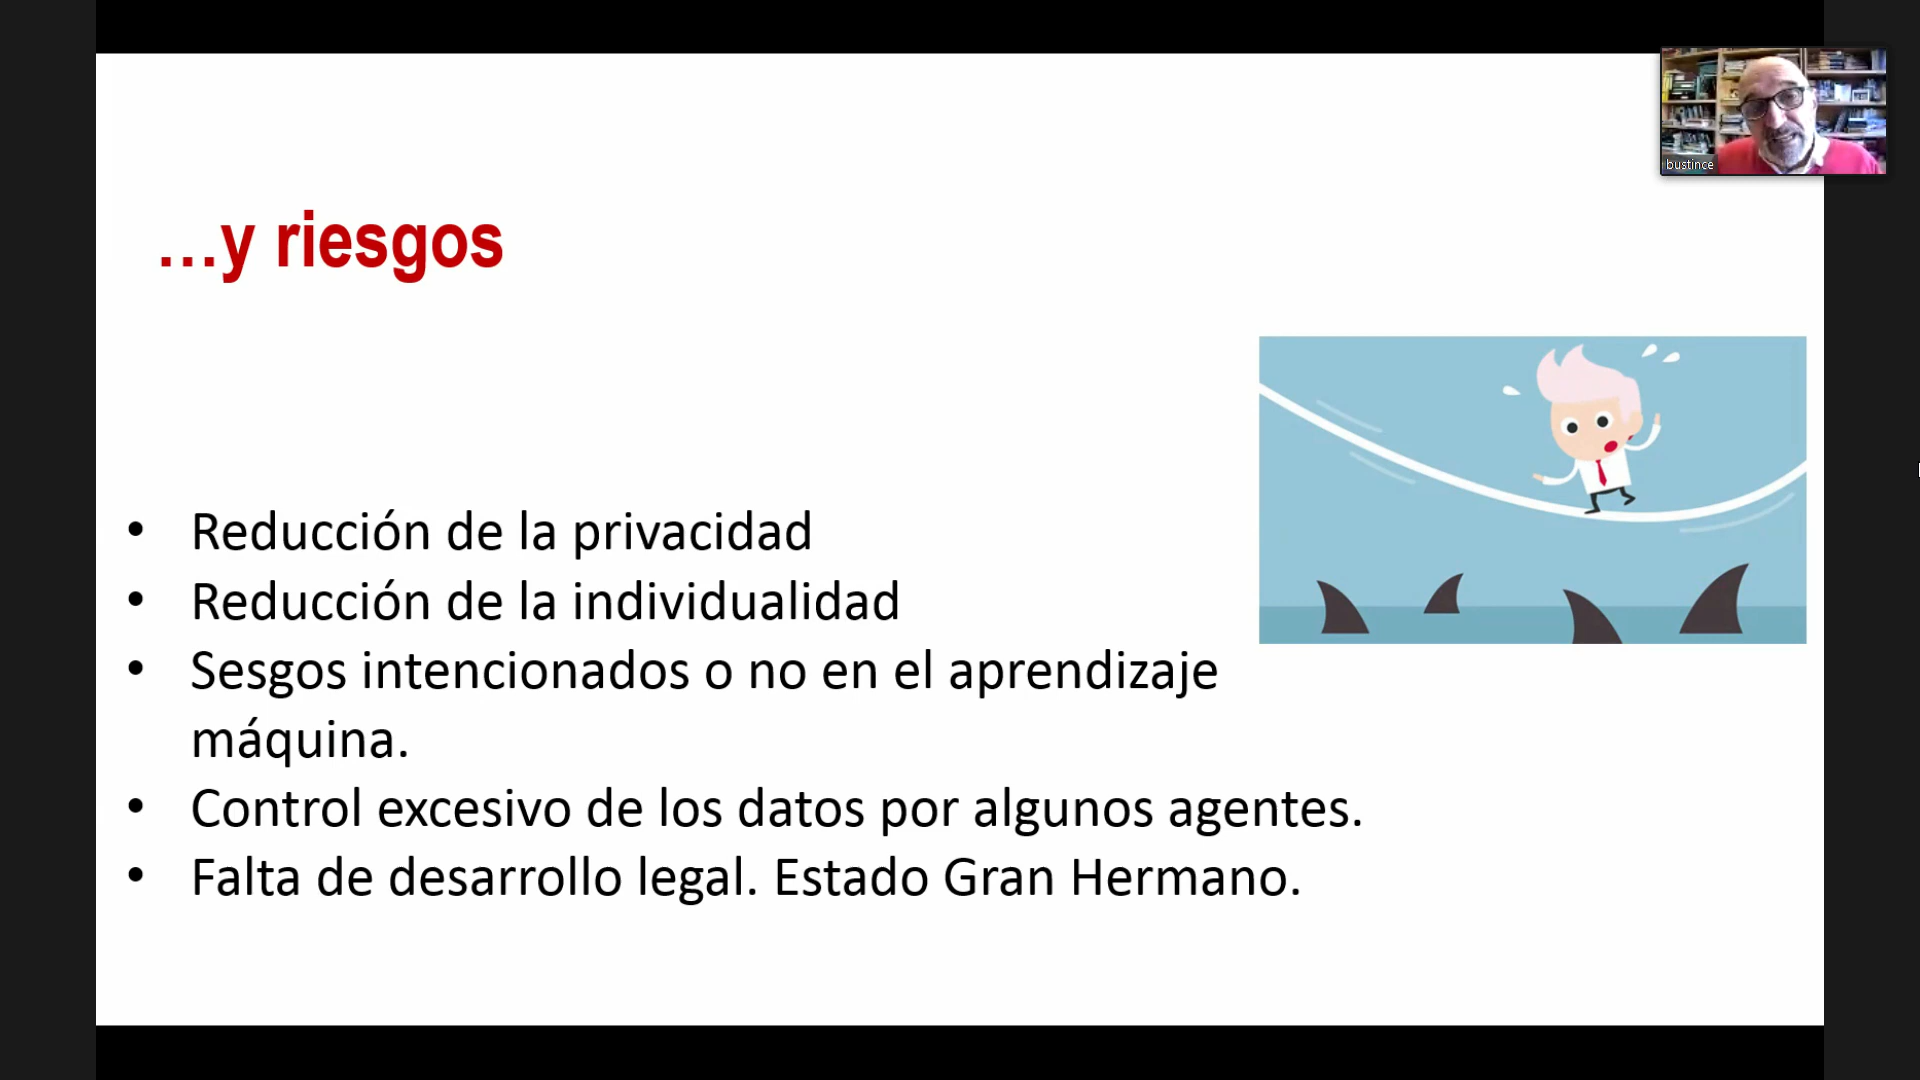 bustince
…y riesgos
• Reducción de la privacidad
• Reducción de la individualidad
• Sesgos intencionados o no en el aprendizaje
máquina.
• Control excesivo de los datos por algunos agentes.
• Falta de desarrollo legal. Estado Gran Hermano.